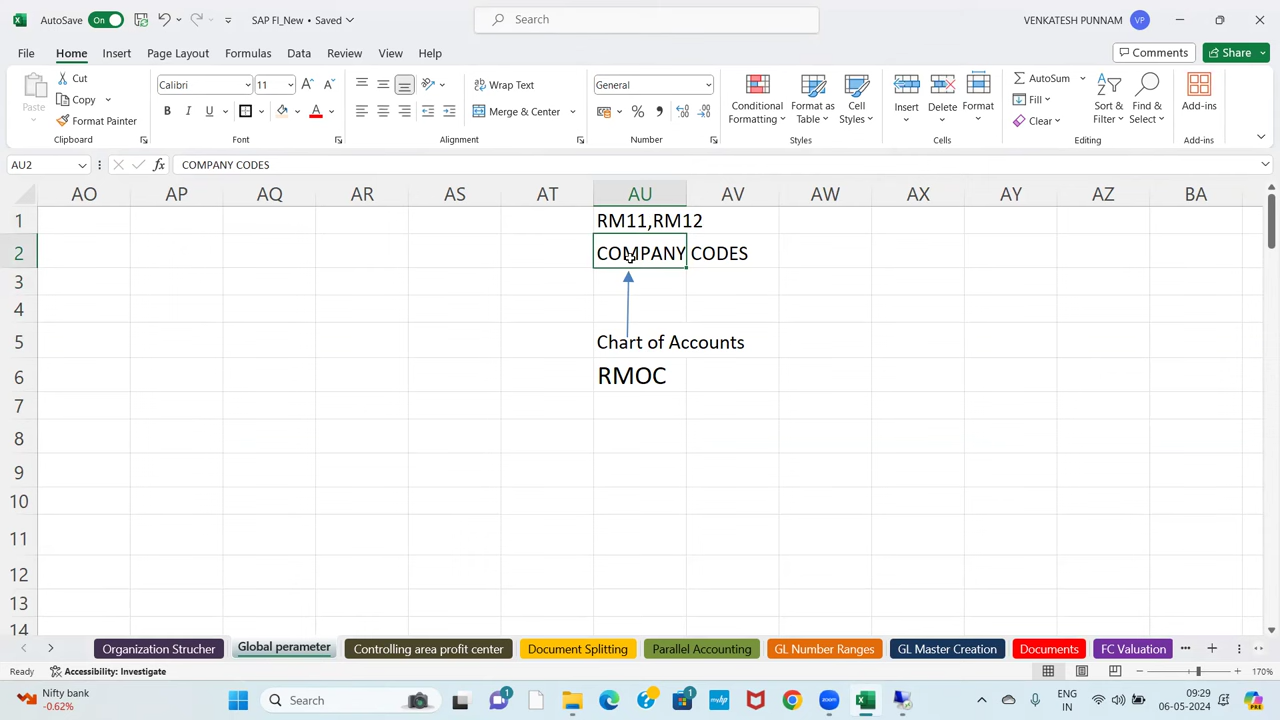 AutoSave On SAP FI_New • Saved Search VENKATESH PUNNAM VP
File Home Insert Page Layout Formulas Data Review View Help Comments Share
Paste Cut Copy Format Painter
Clipboard
Calibri 11 B I U A
Font
Wrap Text Merge & Center
Alignment
General %
Number
Conditional Formatting Format as Table Cell Styles
Styles
Insert Delete Format
Cells
AutoSum Fill Clear Sort & Filter Find & Select
Editing
Add-ins
Add-ins
AU2 fx COMPANY CODES
AO AP AQ AR AS AT AU AV AW AX AY AZ BA
1 RM11,RM12
2 COMPANY CODES
3
4
5 Chart of Accounts
6 RMOC
7
8
9
10
11
12
13
14
Organization Strucher Global perameter Controlling area profit center Document Splitting Parallel Accounting GL Number Ranges GL Master Creation Documents FC Valuation
Ready Accessibility: Investigate 170%
Nifty bank
-0.62%
Search
ENG
IN
09:29
06-05-2024